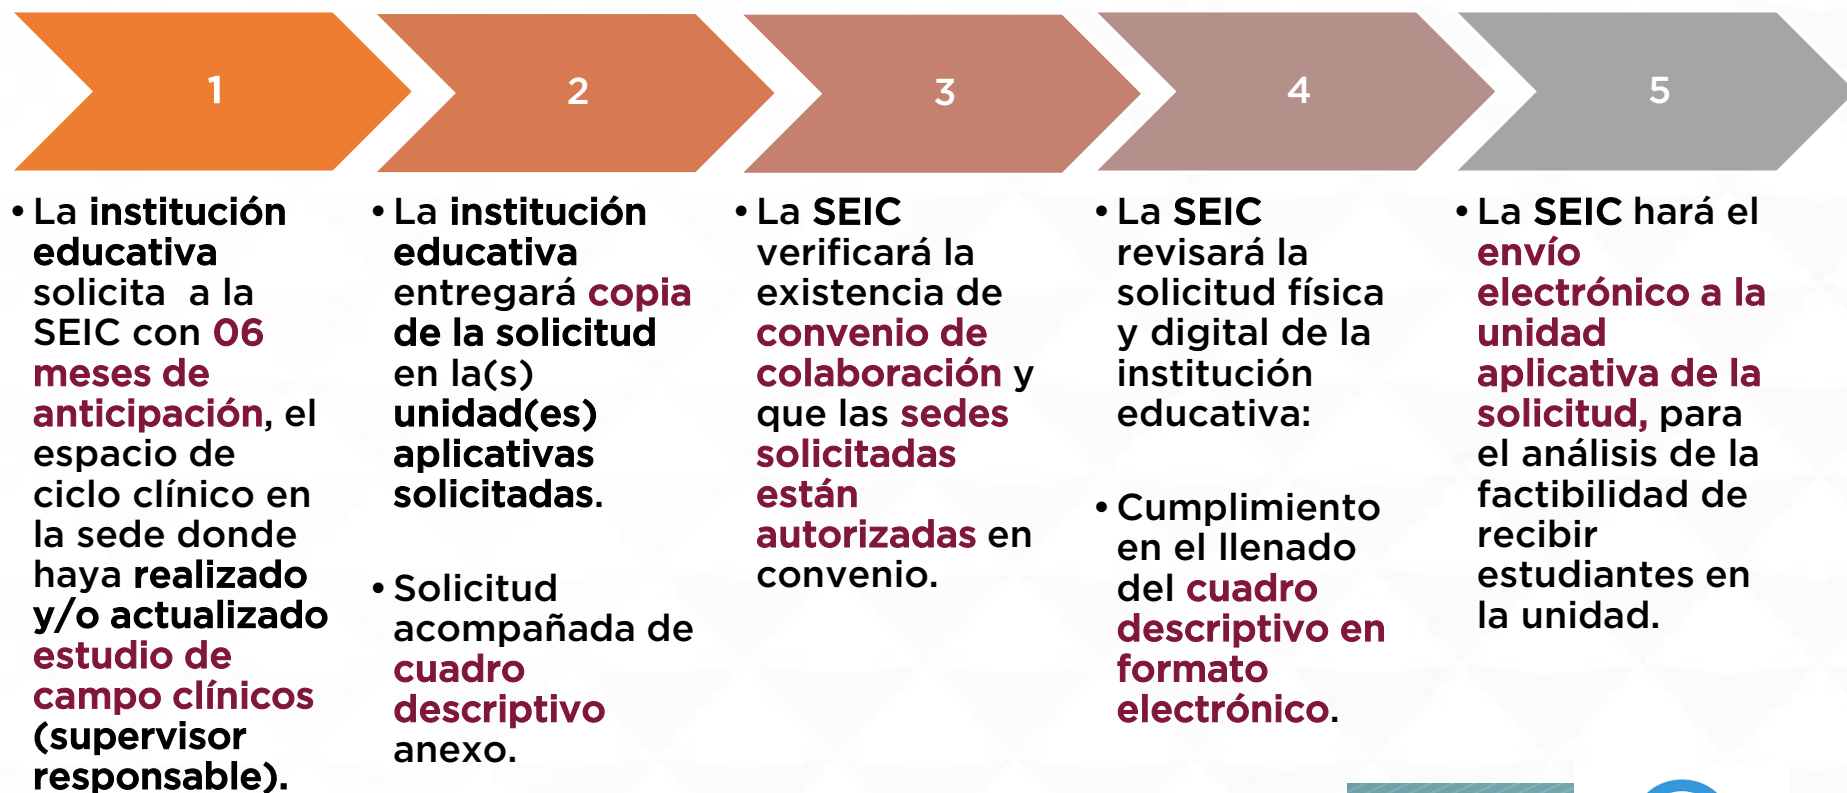 1
• La institución
educativa
solicita a la
SEIC con 06
meses de
anticipación, el
espacio de
ciclo clínico en
la sede donde
haya realizado
y/o actualizado
estudio de
campo clínicos
(supervisor
responsable).
2
• La institución
educativa
entregará copia
de la solicitud
en la(s)
unidad(es)
aplicativas
solicitadas.
• Solicitud
acompañada de
cuadro
descriptivo
anexo.
3
• La SEIC
verificará la
existencia de
convenio de
colaboración y
que las sedes
solicitadas
están
autorizadas en
convenio.
4
• La SEIC
revisará la
solicitud física
y digital de la
institución
educativa:
• Cumplimiento
en el llenado
del cuadro
descriptivo en
formato
electrónico.
5
• La SEIC hará el
envío
electrónico a la
unidad
aplicativa de la
solicitud, para
el análisis de la
factibilidad de
recibir
estudiantes en
la unidad.